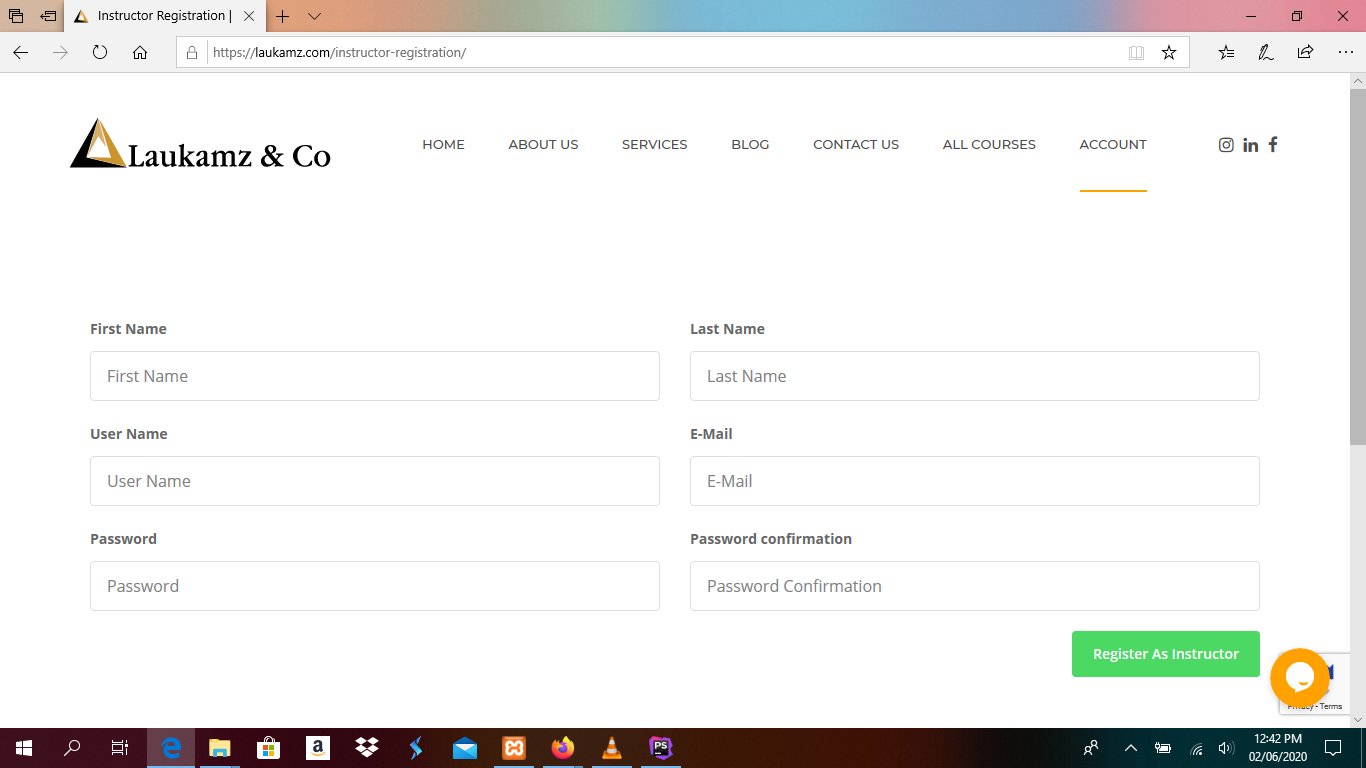 Instructor Registration |
https://laukamz.com/instructor-registration/
Laukamz & Co
HOME ABOUT US SERVICES BLOG CONTACT US ALL COURSES ACCOUNT
First Name Last Name
First Name Last Name
User Name E-Mail
User Name E-Mail
Password Password confirmation
Password Password Confirmation
Register As Instructor
Privacy • Terms
12:42 PM
02/06/2020